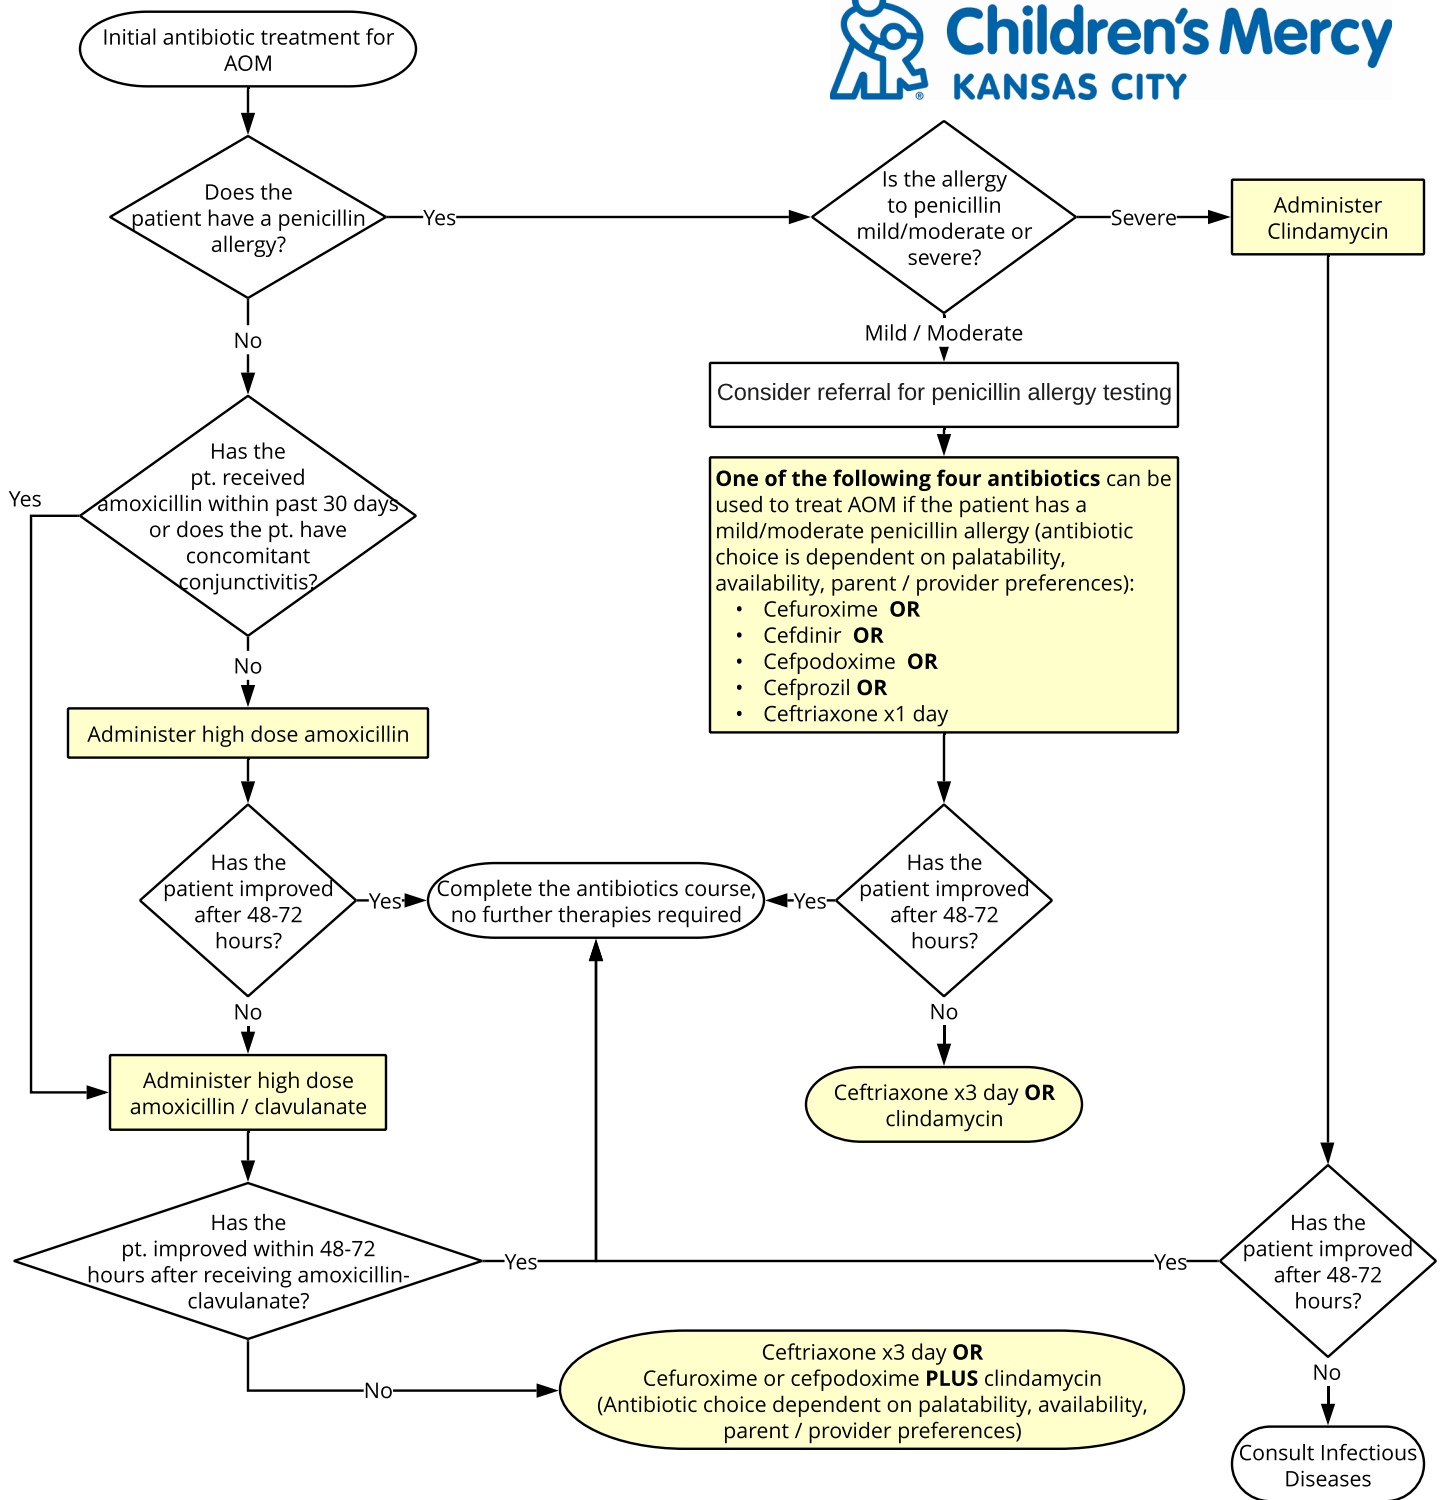 Children's Mercy
KANSAS CITY
®
Initial antibiotic treatment for
AOM
Does the
patient have a penicillin
allergy?
Yes
Is the allergy
to penicillin
mild/moderate or
severe?
Severe
Administer
Clindamycin
No
Mild / Moderate
Consider referral for penicillin allergy testing
Has the
pt. received
amoxicillin within past 30 days
or does the pt. have
concomitant
conjunctivitis?
Yes
One of the following four antibiotics can be
used to treat AOM if the patient has a
mild/moderate penicillin allergy (antibiotic
choice is dependent on palatability,
availability, parent / provider preferences):
• Cefuroxime OR
• Cefdinir OR
• Cefpodoxime OR
• Cefprozil OR
• Ceftriaxone x1 day
No
Administer high dose amoxicillin
Has the
patient improved
after 48-72
hours?
Yes
Complete the antibiotics course,
no further therapies required
Yes
Has the
patient improved
after 48-72
hours?
No
No
Administer high dose
amoxicillin / clavulanate
Ceftriaxone x3 day OR
clindamycin
Has the
pt. improved within 48-72
hours after receiving amoxicillin-
clavulanate?
Yes
Yes
Has the
patient improved
after 48-72
hours?
No
Ceftriaxone x3 day OR
Cefuroxime or cefpodoxime PLUS clindamycin
(Antibiotic choice dependent on palatability, availability,
parent / provider preferences)
No
Consult Infectious
Diseases